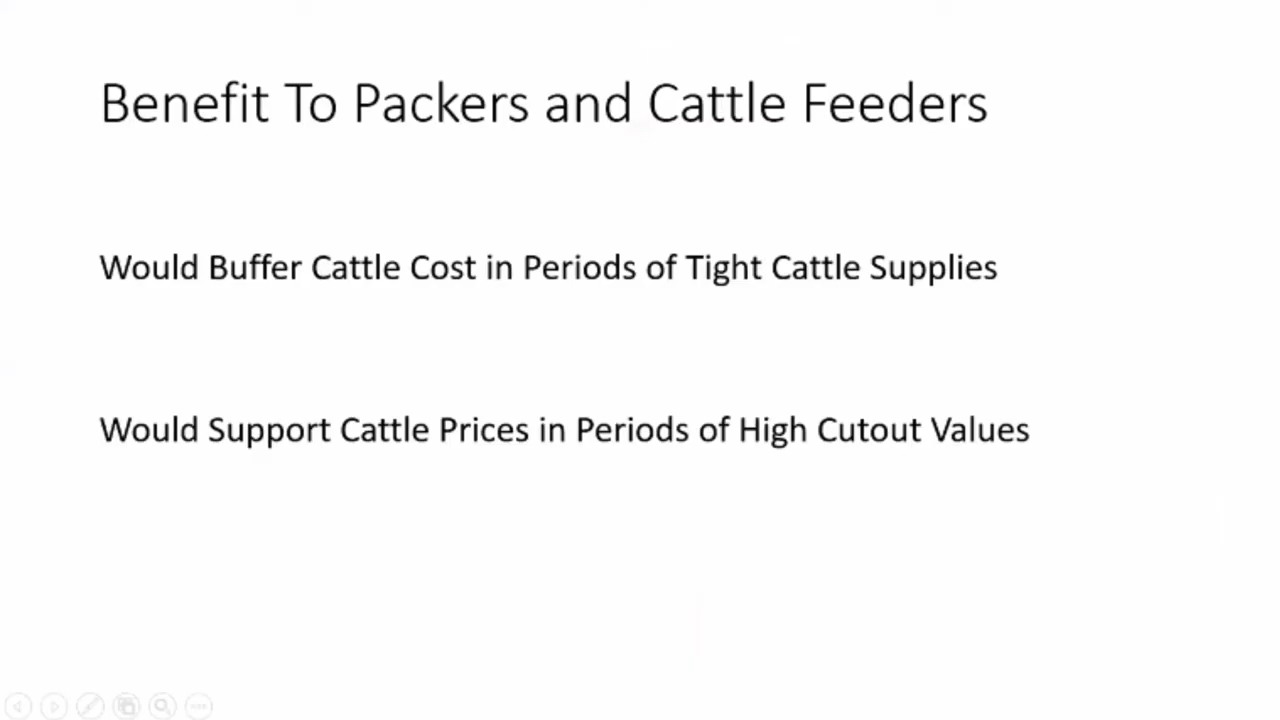 Benefit To Packers and Cattle Feeders
Would Buffer Cattle Cost in Periods of Tight Cattle Supplies
Would Support Cattle Prices in Periods of High Cutout Values